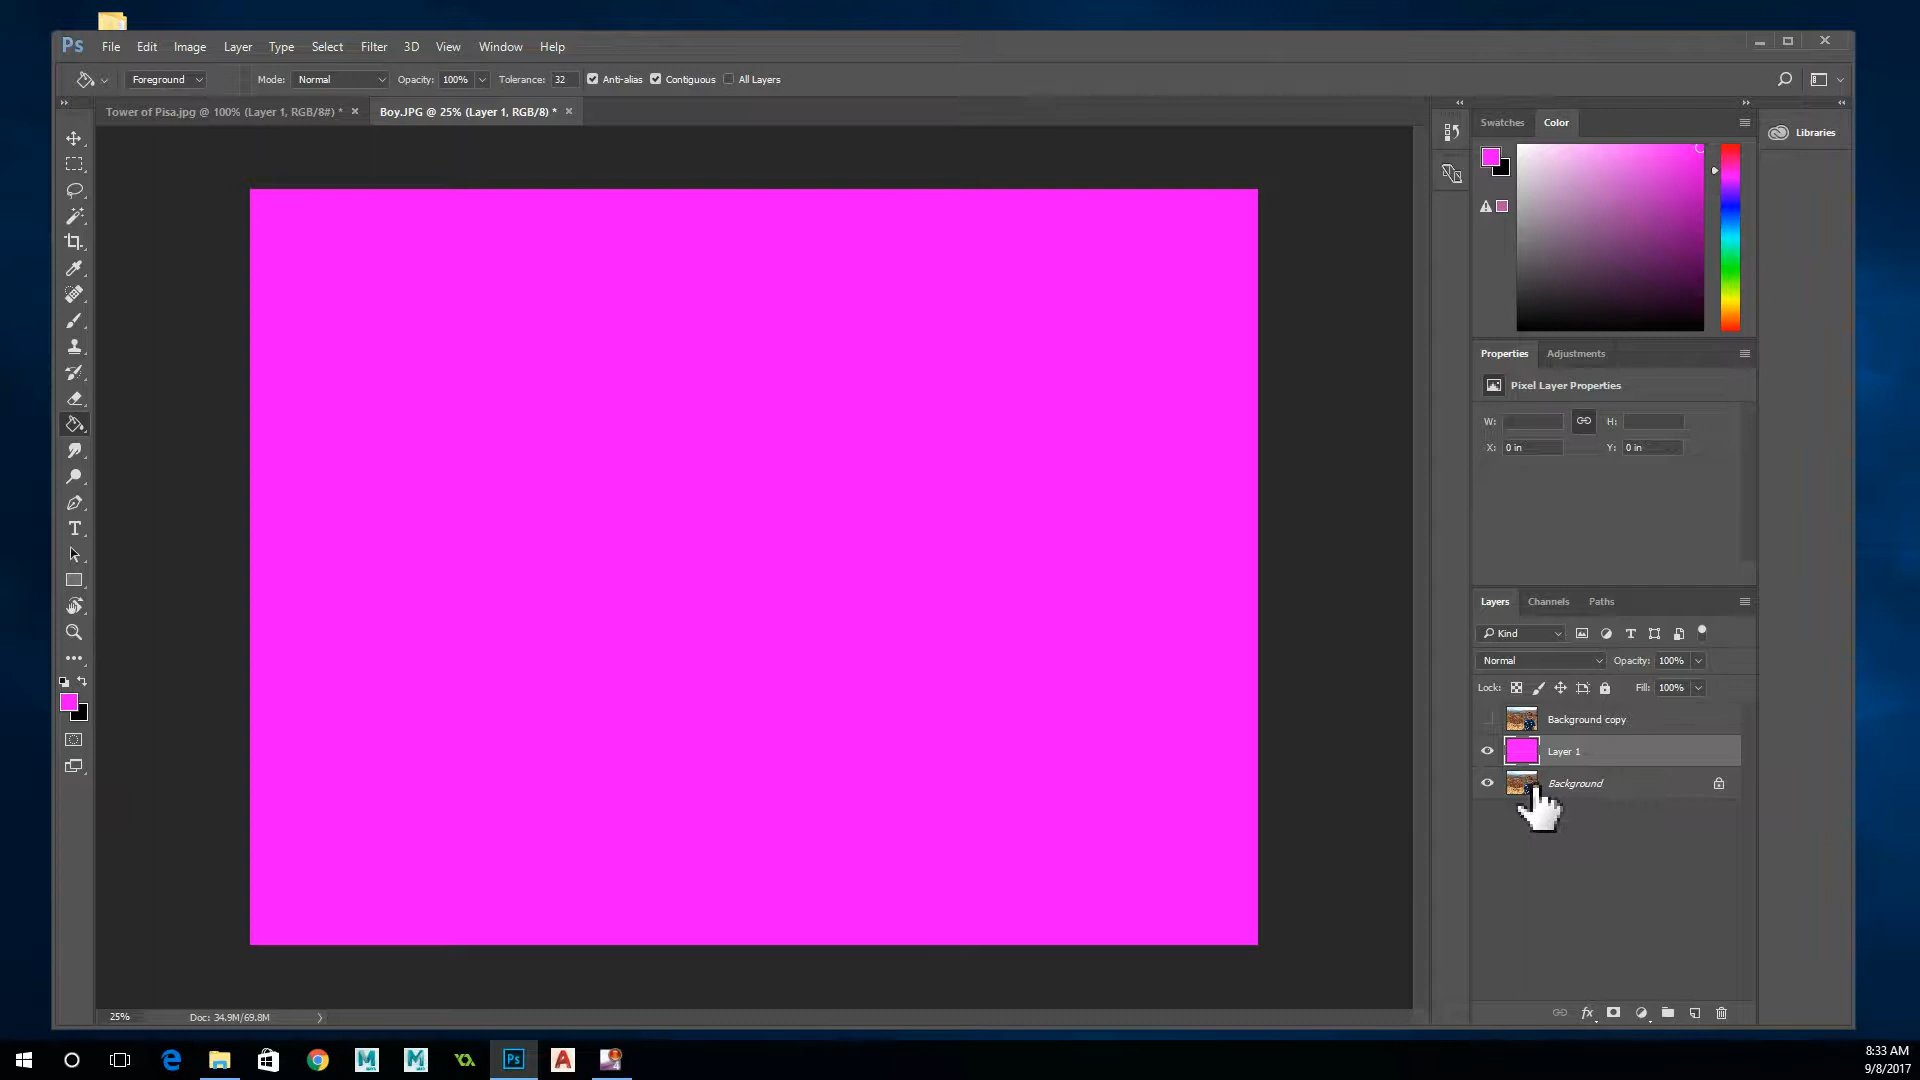 Ps File Edit Image Layer Type Select Filter 3D View Window Help
Foreground Mode: Normal Opacity: 100% Tolerance: 32 Anti-alias Contiguous All Layers
Tower of Pisa.jpg @ 100% (Layer 1, RGB/8#) * × Boy.JPG @ 25% (Layer 1, RGB/8) * ×
Swatches Color
Libraries
Properties Adjustments
Pixel Layer Properties
W: H:
X: 0 in Y: 0 in
Layers Channels Paths
Kind
Normal Opacity: 100%
Lock: Fill: 100%
Background copy
Layer 1
Background
fx
25% Doc: 34.9M/69.8M
Ps
8:33 AM
9/8/2017